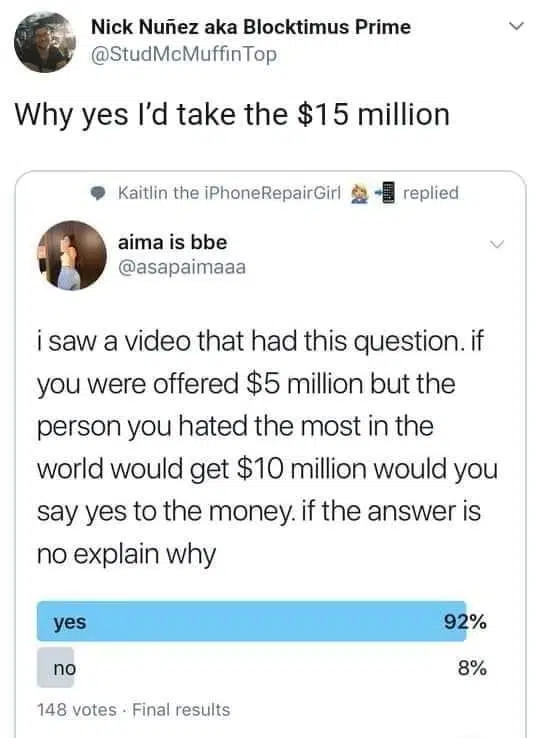 Nick Nuñez aka Blocktimus Prime
@StudMcMuffinTop
Why yes I'd take the $15 million
Kaitlin the iPhoneRepairGirl 👩🏼‍🔧 📲 replied
aima is bbe
@asapaimaaa
i saw a video that had this question. if
you were offered $5 million but the
person you hated the most in the
world would get $10 million would you
say yes to the money. if the answer is
no explain why
yes 92%
no 8%
148 votes · Final results